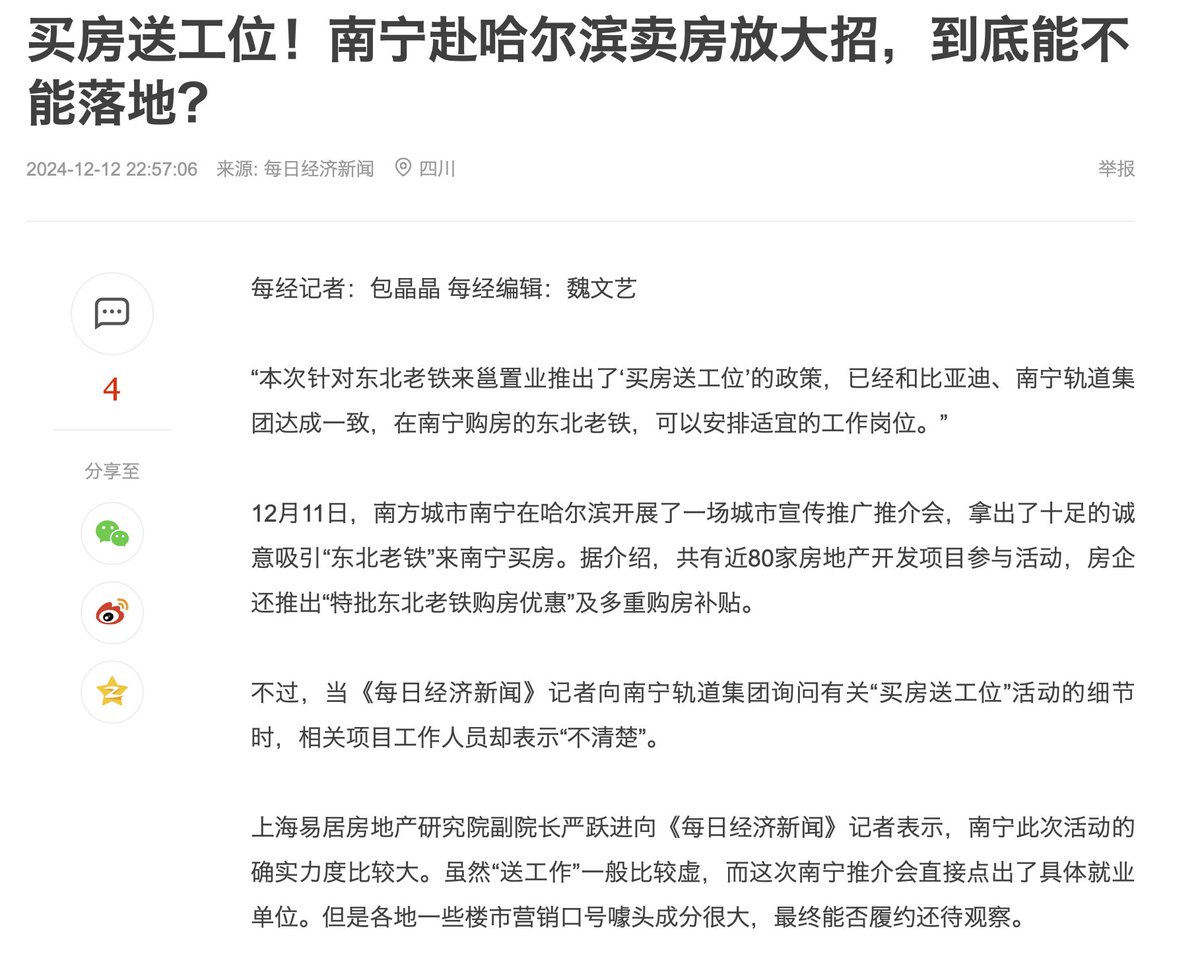 买房送工位！南宁赴哈尔滨卖房放大招，到底能不
能落地？
2024-12-12 22:57:06 来源: 每日经济新闻 四川
举报
每经记者：包晶晶 每经编辑：魏文艺
4
分享至
“本次针对东北老铁来邕置业推出了‘买房送工位’的政策，已经和比亚迪、南宁轨道集
团达成一致，在南宁购房的东北老铁，可以安排适宜的工作岗位。”
12月11日，南方城市南宁在哈尔滨开展了一场城市宣传推广推介会，拿出了十足的诚
意吸引“东北老铁”来南宁买房。据介绍，共有近80家房地产开发项目参与活动，房企
还推出“特批东北老铁购房优惠”及多重购房补贴。
不过，当《每日经济新闻》记者向南宁轨道集团询问有关“买房送工位”活动的细节
时，相关项目工作人员却表示“不清楚”。
上海易居房地产研究院副院长严跃进向《每日经济新闻》记者表示，南宁此次活动的
确实力度比较大。虽然“送工作”一般比较虚，而这次南宁推介会直接点出了具体就业
单位。但是各地一些楼市营销口号噱头成分很大，最终能否履约还待观察。